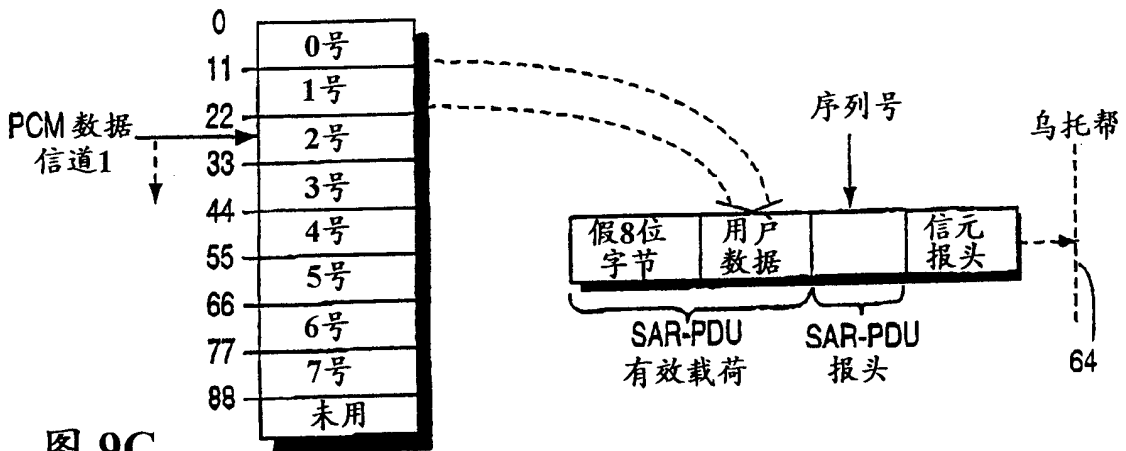 0
0号
11
1号
22
PCM 数据
信道1
2号
33
3号
44
4号
55
5号
66
6号
77
7号
88
未用
序列号
乌托帮
假8位
字节
用户
数据
信元
报头
SAR-PDU
有效载荷
SAR-PDU
报头
64
图 9C